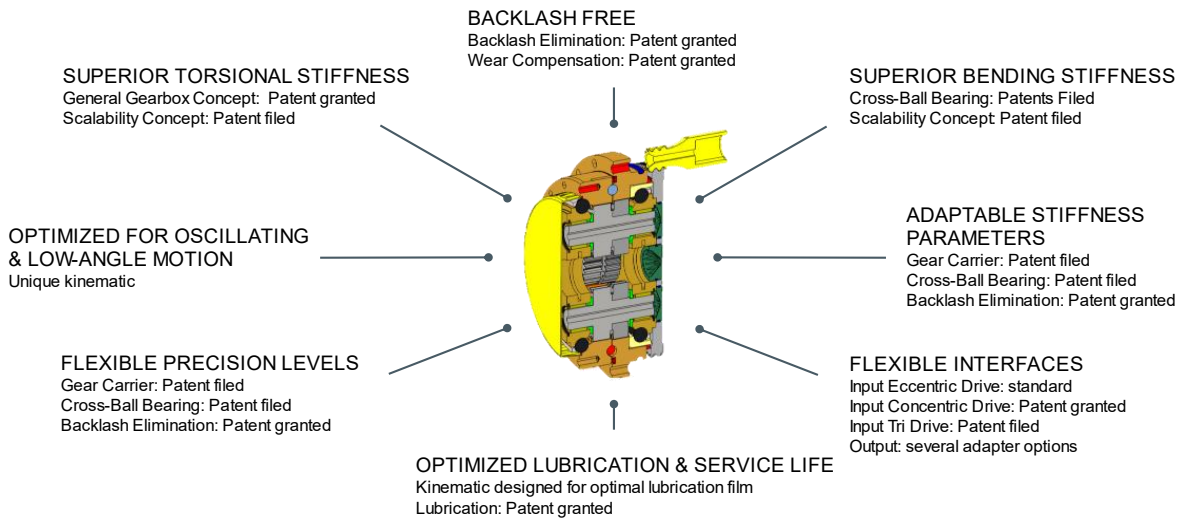 BACKLASH FREE
Backlash Elimination: Patent granted
Wear Compensation: Patent granted
SUPERIOR TORSIONAL STIFFNESS
General Gearbox Concept: Patent granted
Scalability Concept: Patent filed
SUPERIOR BENDING STIFFNESS
Cross-Ball Bearing: Patents Filed
Scalability Concept: Patent filed
OPTIMIZED FOR OSCILLATING
& LOW-ANGLE MOTION
Unique kinematic
ADAPTABLE STIFFNESS
PARAMETERS
Gear Carrier: Patent filed
Cross-Ball Bearing: Patent filed
Backlash Elimination: Patent granted
FLEXIBLE PRECISION LEVELS
Gear Carrier: Patent filed
Cross-Ball Bearing: Patent filed
Backlash Elimination: Patent granted
FLEXIBLE INTERFACES
Input Eccentric Drive: standard
Input Concentric Drive: Patent granted
Input Tri Drive: Patent filed
Output: several adapter options
OPTIMIZED LUBRICATION & SERVICE LIFE
Kinematic designed for optimal lubrication film
Lubrication: Patent granted